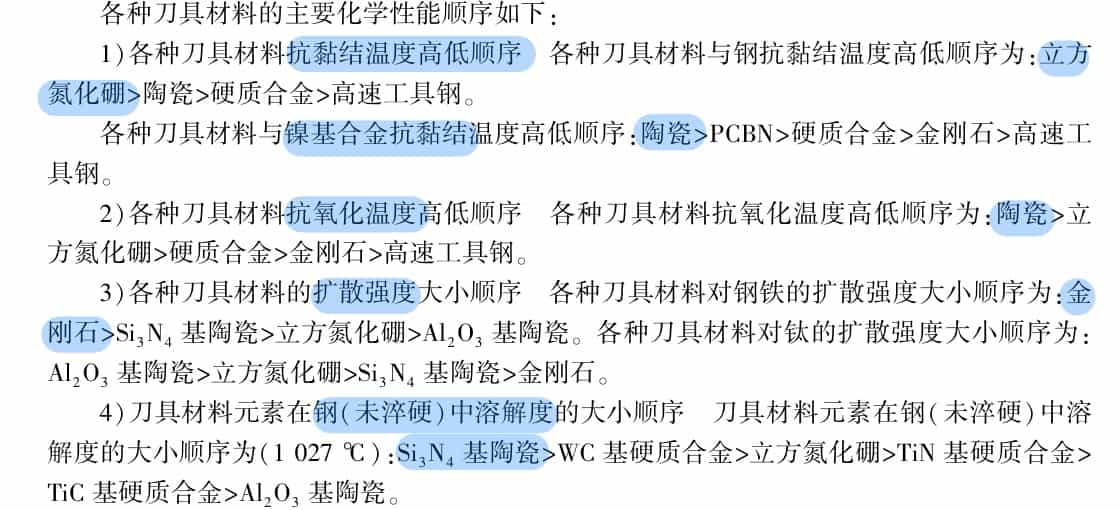 各种刀具材料的主要化学性能顺序如下：
1)各种刀具材料抗黏结温度高低顺序　各种刀具材料与钢抗黏结温度高低顺序为：立方
氮化硼>陶瓷>硬质合金>高速工具钢。
各种刀具材料与镍基合金抗黏结温度高低顺序：陶瓷>PCBN>硬质合金>金刚石>高速工
具钢。
2)各种刀具材料抗氧化温度高低顺序　各种刀具材料抗氧化温度高低顺序为：陶瓷>立
方氮化硼>硬质合金>金刚石>高速工具钢。
3)各种刀具材料的扩散强度大小顺序　各种刀具材料对钢铁的扩散强度大小顺序为：金
刚石>Si₃N₄ 基陶瓷>立方氮化硼>Al₂O₃ 基陶瓷。各种刀具材料对钛的扩散强度大小顺序为：
Al₂O₃ 基陶瓷>立方氮化硼>Si₃N₄ 基陶瓷>金刚石。
4)刀具材料元素在钢(未淬硬)中溶解度的大小顺序　刀具材料元素在钢(未淬硬)中溶
解度的大小顺序为(1 027 ℃)：Si₃N₄ 基陶瓷>WC 基硬质合金>立方氮化硼>TiN 基硬质合金>
TiC 基硬质合金>Al₂O₃ 基陶瓷。